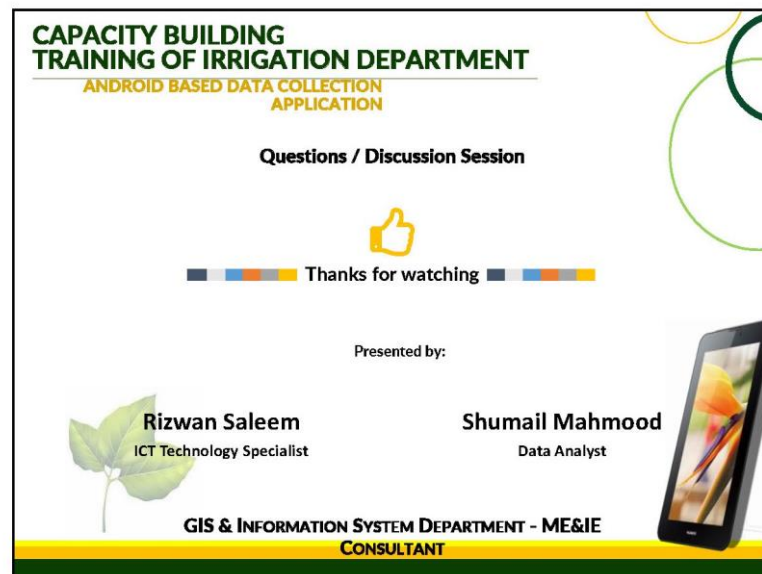 CAPACITY BUILDING
TRAINING OF IRRIGATION DEPARTMENT
ANDROID BASED DATA COLLECTION
APPLICATION
Questions / Discussion Session
Thanks for watching
Presented by:
Rizwan Saleem
Shumail Mahmood
ICT Technology Specialist
Data Analyst
GIS & INFORMATION SYSTEM DEPARTMENT - ME&IE
CONSULTANT